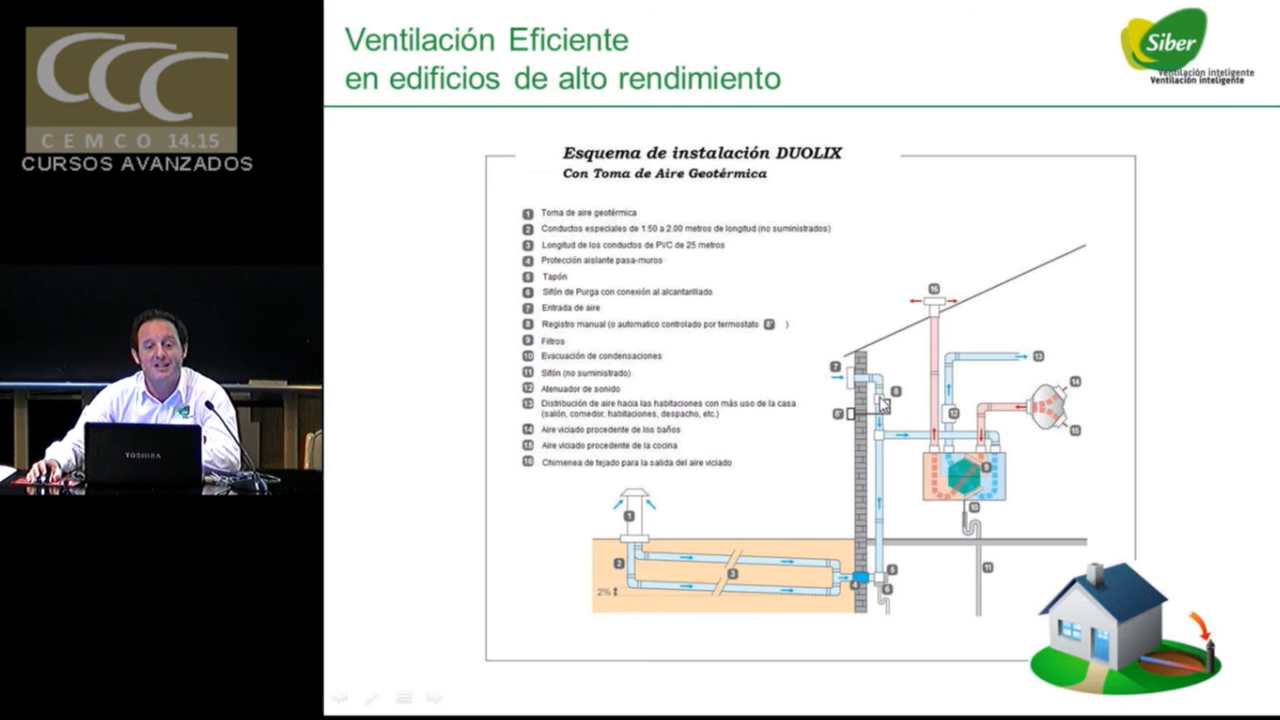 CCC
CEMCO 14.15
CURSOS AVANZADOS
TOSHIBA
Ventilación Eficiente
en edificios de alto rendimiento
Siber
Ventilación inteligente
Ventilación inteligente
Esquema de instalación DUOLIX
Con Toma de Aire Geotérmica
1 Toma de aire geotérmica
2 Conductos especiales de 1.50 a 2.00 metros de longitud (no suministrados)
3 Longitud de los conductos de PVC de 25 metros
4 Protección aislante pasa-muros
5 Tapón
6 Sifón de Purga con conexión al alcantarillado
7 Entrada de aire
8 Registro manual (o automatico controlado por termostato 8' )
9 Filtros
10 Evacuación de condensaciones
11 Sifón (no suministrado)
12 Atenuador de sonido
13 Distribución de aire hacia las habitaciones con más uso de la casa
(salón, comedor, habitaciones, despacho, etc.)
14 Aire viciado procedente de los baños
15 Aire viciado procedente de la cocina
16 Chimenea de tejado para la salida del aire viciado
16
13
7
14
8
8'
12
15
9
10
1
2
3
4
5
6
11
2%